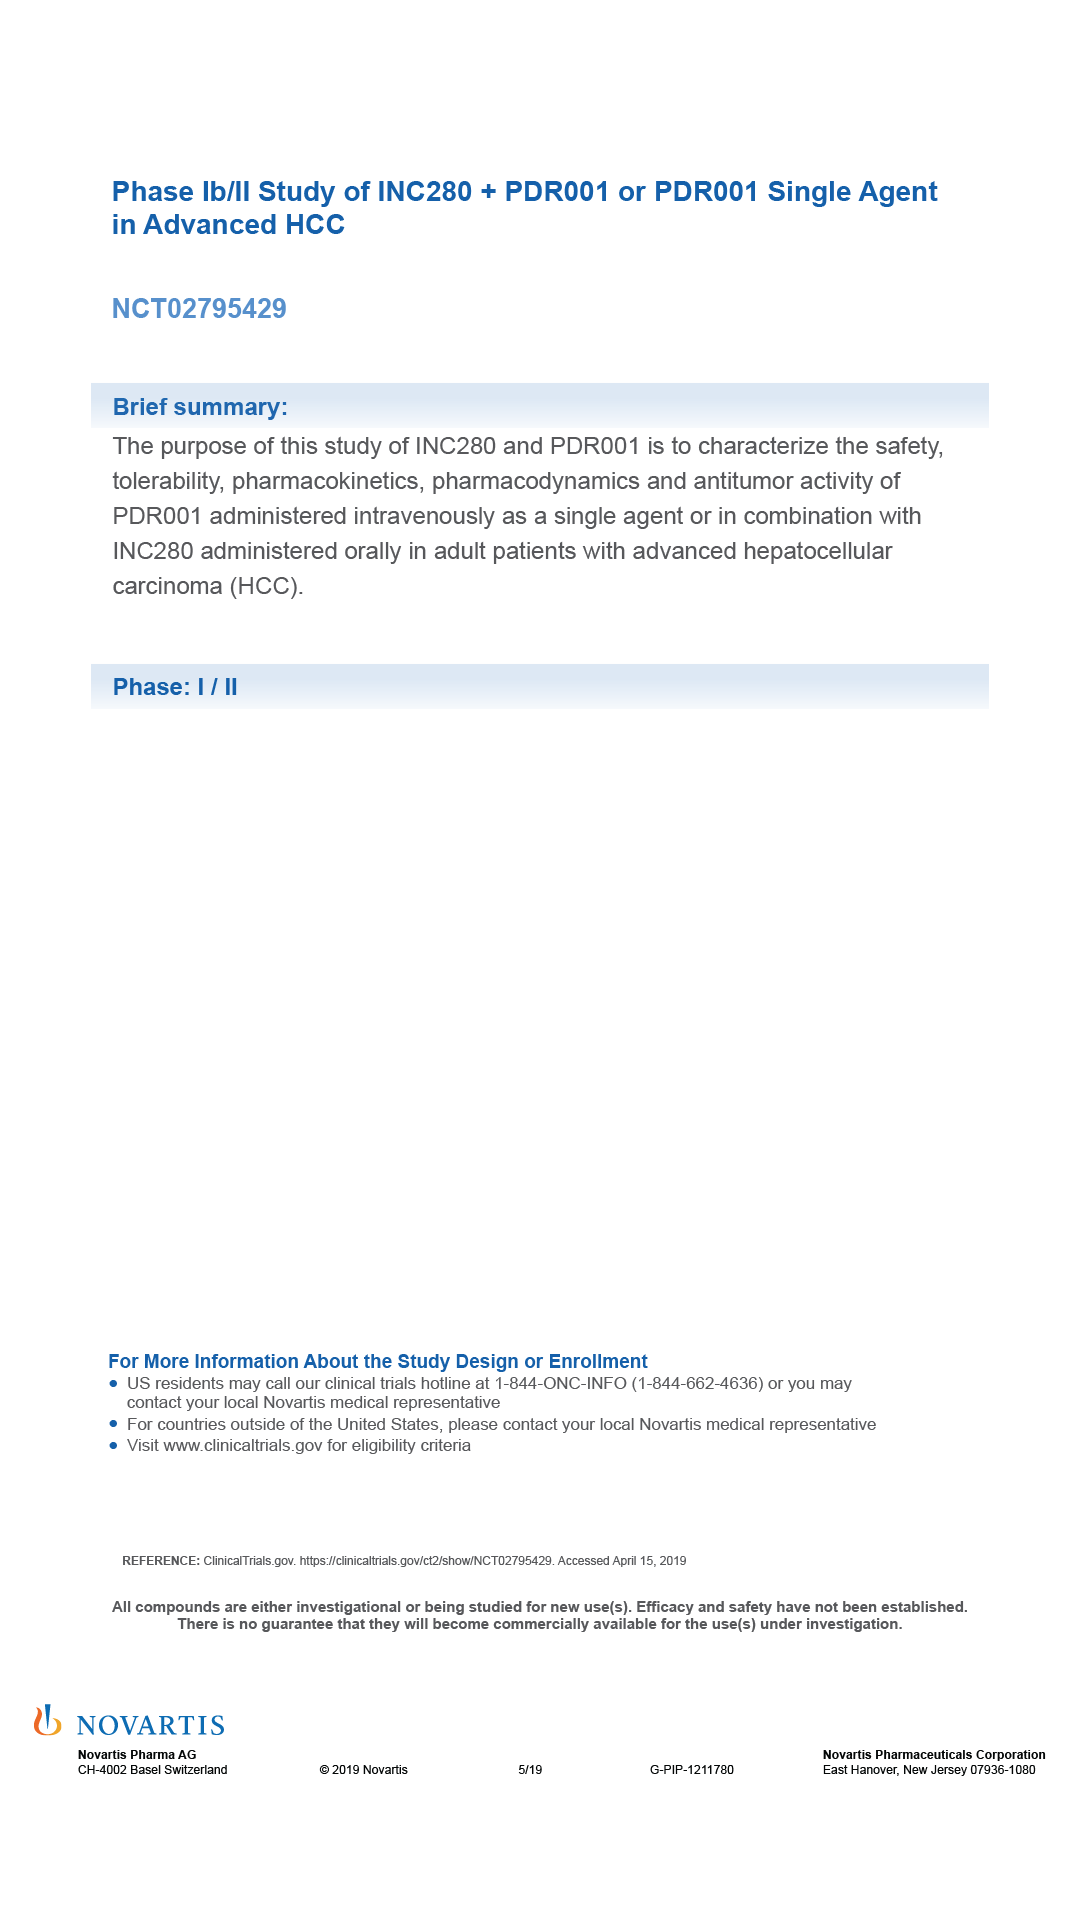 Phase Ib/II Study of INC280 + PDR001 or PDR001 Single Agent
in Advanced HCC
NCT02795429
Brief summary:
The purpose of this study of INC280 and PDR001 is to characterize the safety,
tolerability, pharmacokinetics, pharmacodynamics and antitumor activity of
PDR001 administered intravenously as a single agent or in combination with
INC280 administered orally in adult patients with advanced hepatocellular
carcinoma (HCC).
Phase: I / II
For More Information About the Study Design or Enrollment
• US residents may call our clinical trials hotline at 1-844-ONC-INFO (1-844-662-4636) or you may
contact your local Novartis medical representative
• For countries outside of the United States, please contact your local Novartis medical representative
• Visit www.clinicaltrials.gov for eligibility criteria
REFERENCE: ClinicalTrials.gov. https://clinicaltrials.gov/ct2/show/NCT02795429. Accessed April 15, 2019
All compounds are either investigational or being studied for new use(s). Efficacy and safety have not been established.
There is no guarantee that they will become commercially available for the use(s) under investigation.
NOVARTIS
Novartis Pharma AG
CH-4002 Basel Switzerland
© 2019 Novartis
5/19
G-PIP-1211780
Novartis Pharmaceuticals Corporation
East Hanover, New Jersey 07936-1080